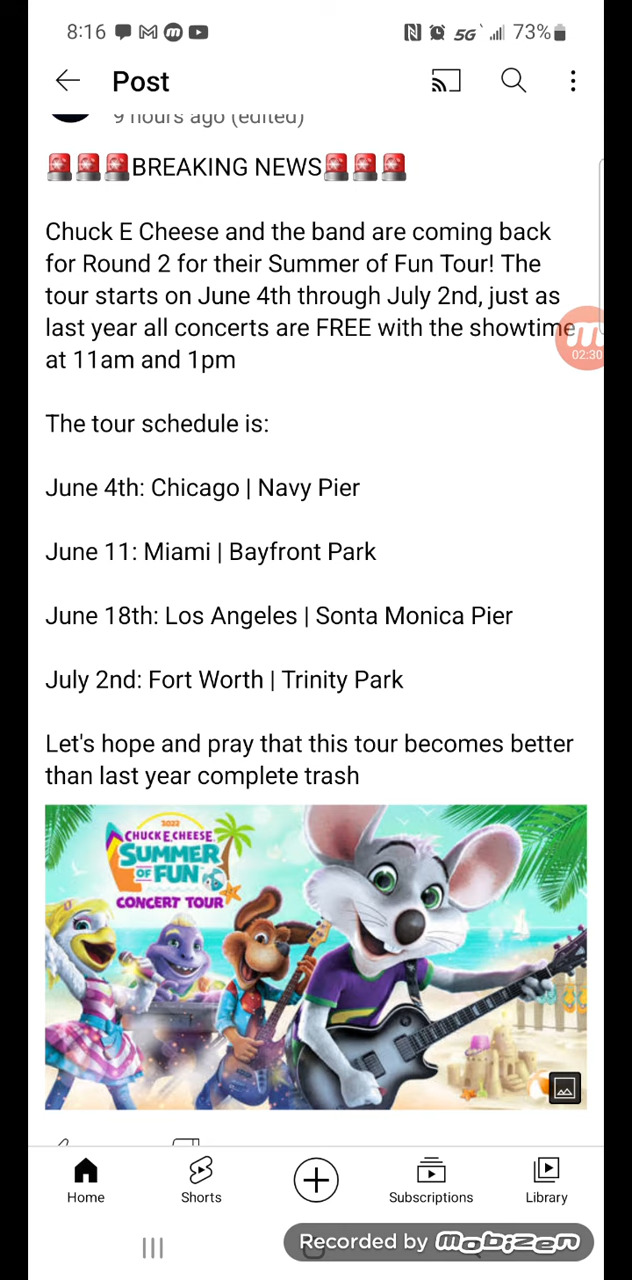 8:16
5G 73%
Post
9 hours ago (edited)
BREAKING NEWS
Chuck E Cheese and the band are coming back
for Round 2 for their Summer of Fun Tour! The
tour starts on June 4th through July 2nd, just as
last year all concerts are FREE with the showtime
at 11am and 1pm
02:30
The tour schedule is:
June 4th: Chicago | Navy Pier
June 11: Miami | Bayfront Park
June 18th: Los Angeles | Sonta Monica Pier
July 2nd: Fort Worth | Trinity Park
Let's hope and pray that this tour becomes better
than last year complete trash
2022
CHUCK E. CHEESE
SUMMER
OF FUN
CONCERT TOUR
Home
Shorts
Subscriptions
Library
Recorded by mobizen